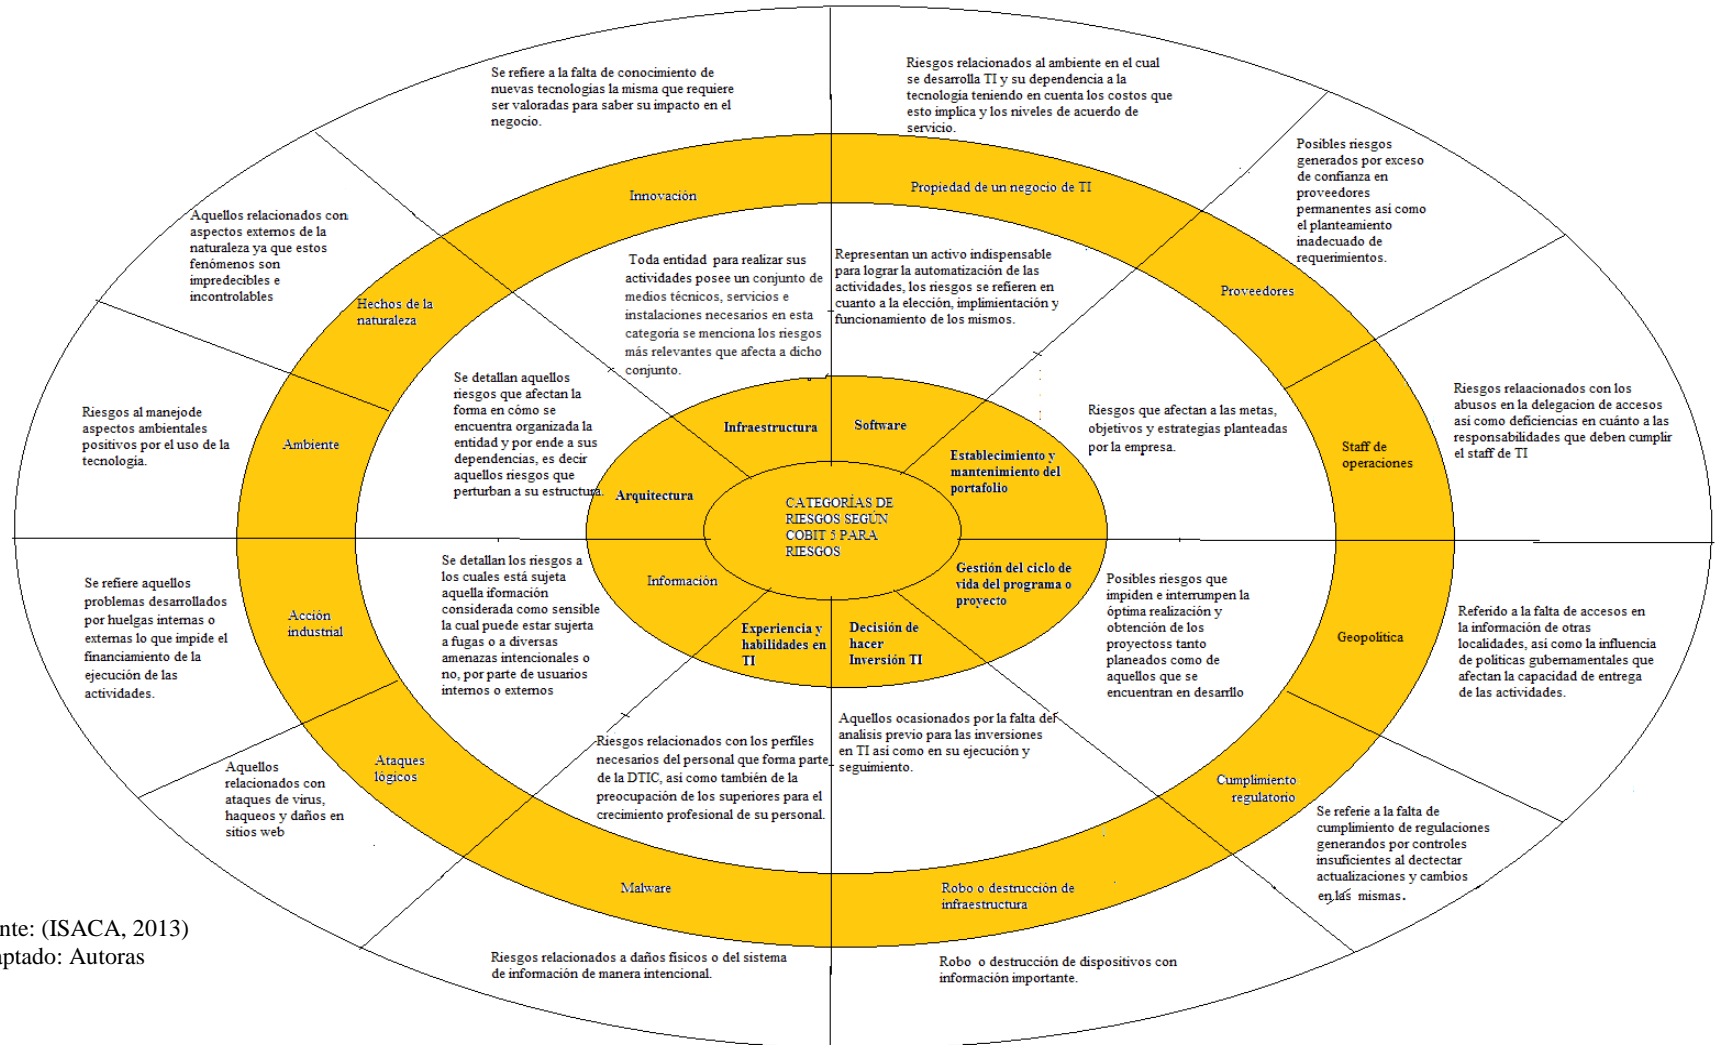 Se refiere a la falta de conocimiento de
nuevas tecnologías la misma que requiere
ser valoradas para saber su impacto en el
negocio.
Riesgos relacionados al ambiente en el cual
se desarrolla TI y su dependencia a la
tecnología teniendo en cuenta los costos que
esto implica y los niveles de acuerdo de
servicio.
Posibles riesgos
generados por exceso
de confianza en
proveedores
permanentes así como
el planteamiento
inadecuado de
requerimientos.
Aquellos relacionados con
aspectos externos de la
naturaleza ya que estos
fenómenos son
impredecibles e
incontrolables
Innovación
Propiedad de un negocio de TI
Hechos de la
naturaleza
Proveedores
Toda entidad para realizar sus
actividades posee un conjunto de
medios técnicos, servicios e
instalaciones necesarios en esta
categoría se menciona los riesgos
más relevantes que afecta a dicho
conjunto.
Representan un activo indispensable
para lograr la automatización de las
actividades, los riesgos se refieren en
cuanto a la elección, implimientación y
funcionamiento de los mismos.
Se detallan aquellos
riesgos que afectan la
forma en cómo se
encuentra organizada la
entidad y por ende a sus
dependencias, es decir
aquellos riesgos que
perturban a su estructura.
Riesgos que afectan a las metas,
objetivos y estrategias planteadas
por la empresa.
Riesgos al manejode
aspectos ambientales
positivos por el uso de la
tecnologia.
Ambiente
Staff de
operaciones
Riesgos relaacionados con los
abusos en la delegacion de accesos
así como deficiencias en cuánto a las
responsabilidades que deben cumplir
el staff de TI
Infraestructura
Software
Arquitectura
Establecimiento y
mantenimiento del
portafolio
CATEGORÍAS DE
RIESGOS SEGÚN
COBIT 5 PARA
RIESGOS
Información
Gestión del ciclo de
vida del programa o
proyecto
Experiencia y
habilidades en
TI
Decisión de
hacer
Inversión TI
Se refiere aquellos
problemas desarrollados
por huelgas internas o
externas lo que impide el
financiamiento de la
ejecución de las
actividades.
Acción
industrial
Se detallan los riesgos a
los cuales está sujeta
aquella iformación
considerada como sensible
la cual puede estar sujerta
a fugas o a diversas
amenazas intencionales o
no, por parte de usuarios
internos o externos
Posibles riesgos que
impiden e interrumpen la
óptima realización y
obtención de los
proyectoss tanto
planeados como de
aquellos que se
encuentran en desarrllo
Geopolítica
Referido a la falta de accesos en
la información de otras
localidades, así como la influencia
de políticas gubernamentales que
afectan la capacidad de entrega
de las actividades.
Riesgos relacionados con los perfiles
necesarios del personal que forma parte
de la DTIC, así como también de la
preocupación de los superiores para el
crecimiento profesional de su personal.
Aquellos ocasionados por la falta del
analisis previo para las inversiones
en TI así como en su ejecución y
seguimiento.
Aquellos
relacionados con
ataques de virus,
haqueos y daños en
sitios web
Ataques
lógicos
Cumplimiento
regulatorio
Se referie a la falta de
cumplimiento de regulaciones
generandos por controles
insuficientes al dectectar
actualizaciones y cambios
en las mismas.
Malware
Robo o destrucción de
infraestructura
Riesgos relacionados a daños físicos o del sistema
de información de manera intencional.
Robo o destrucción de dispositivos con
información importante.
nte: (ISACA, 2013)
aptado: Autoras